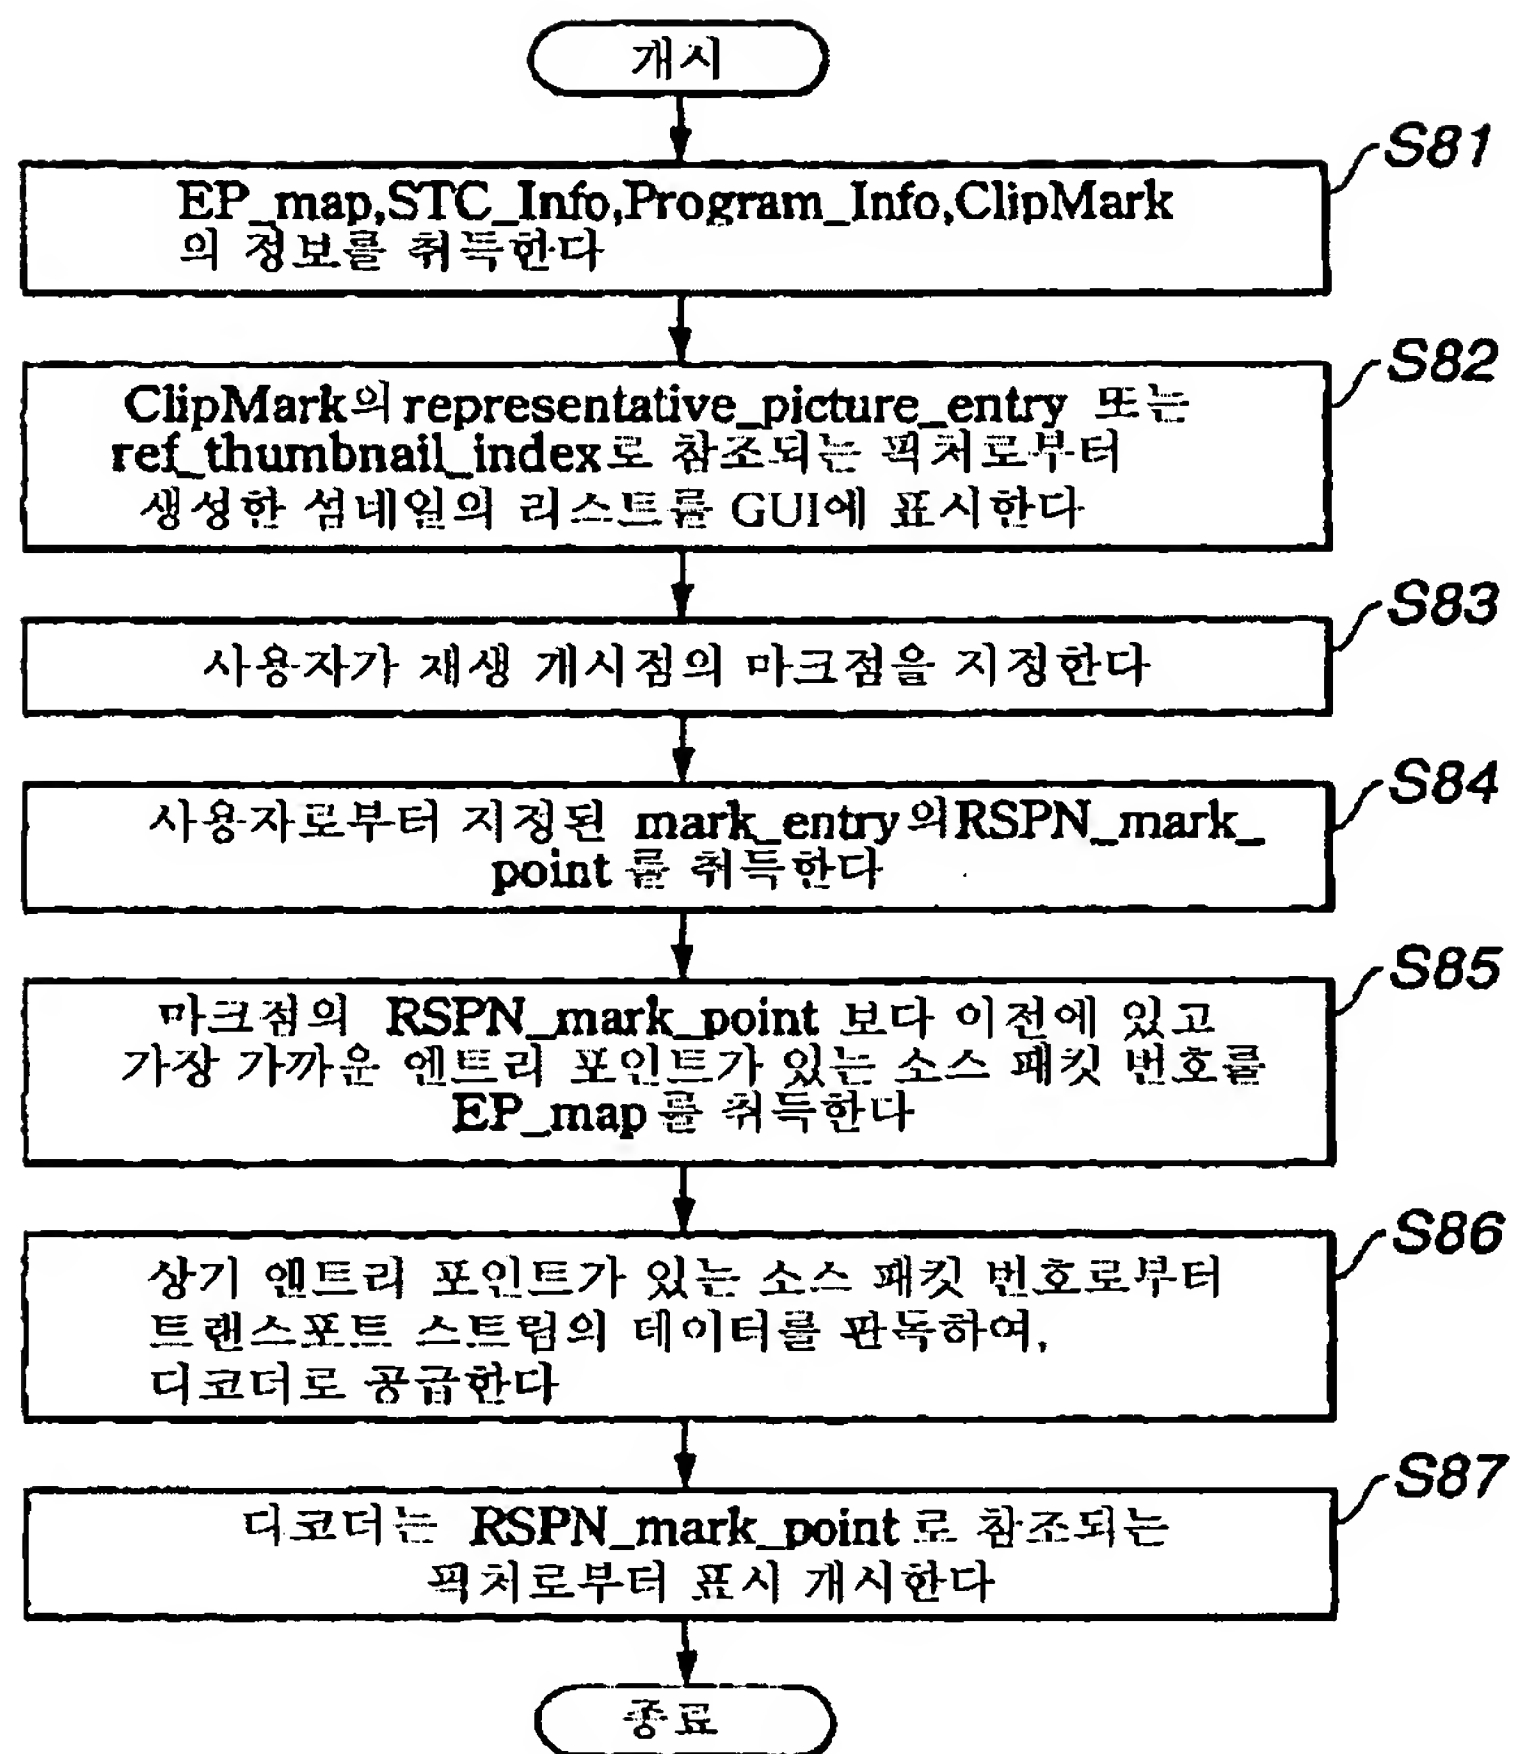 개시
S81
EP_map,STC_Info,Program_Info,ClipMark
의 정보를 취득한다
S82
ClipMark의 representative_picture_entry 또는
ref_thumbnail_index로 참조되는 픽처로부터
생성한 섬네일의 리스트를 GUI에 표시한다
S83
사용자가 재생 개시점의 마크점을 지정한다
S84
사용자로부터 지정된 mark_entry의RSPN_mark_
point를 취득한다
S85
마크점의 RSPN_mark_point 보다 이전에 있고
가장 가까운 엔트리 포인트가 있는 소스 패킷 번호를
EP_map를 취득한다
S86
상기 엔트리 포인트가 있는 소스 패킷 번호로부터
트랜스포트 스트림의 데이터를 판독하여,
디코더로 공급한다
S87
디코더는 RSPN_mark_point로 참조되는
픽처로부터 표시 개시한다
종료